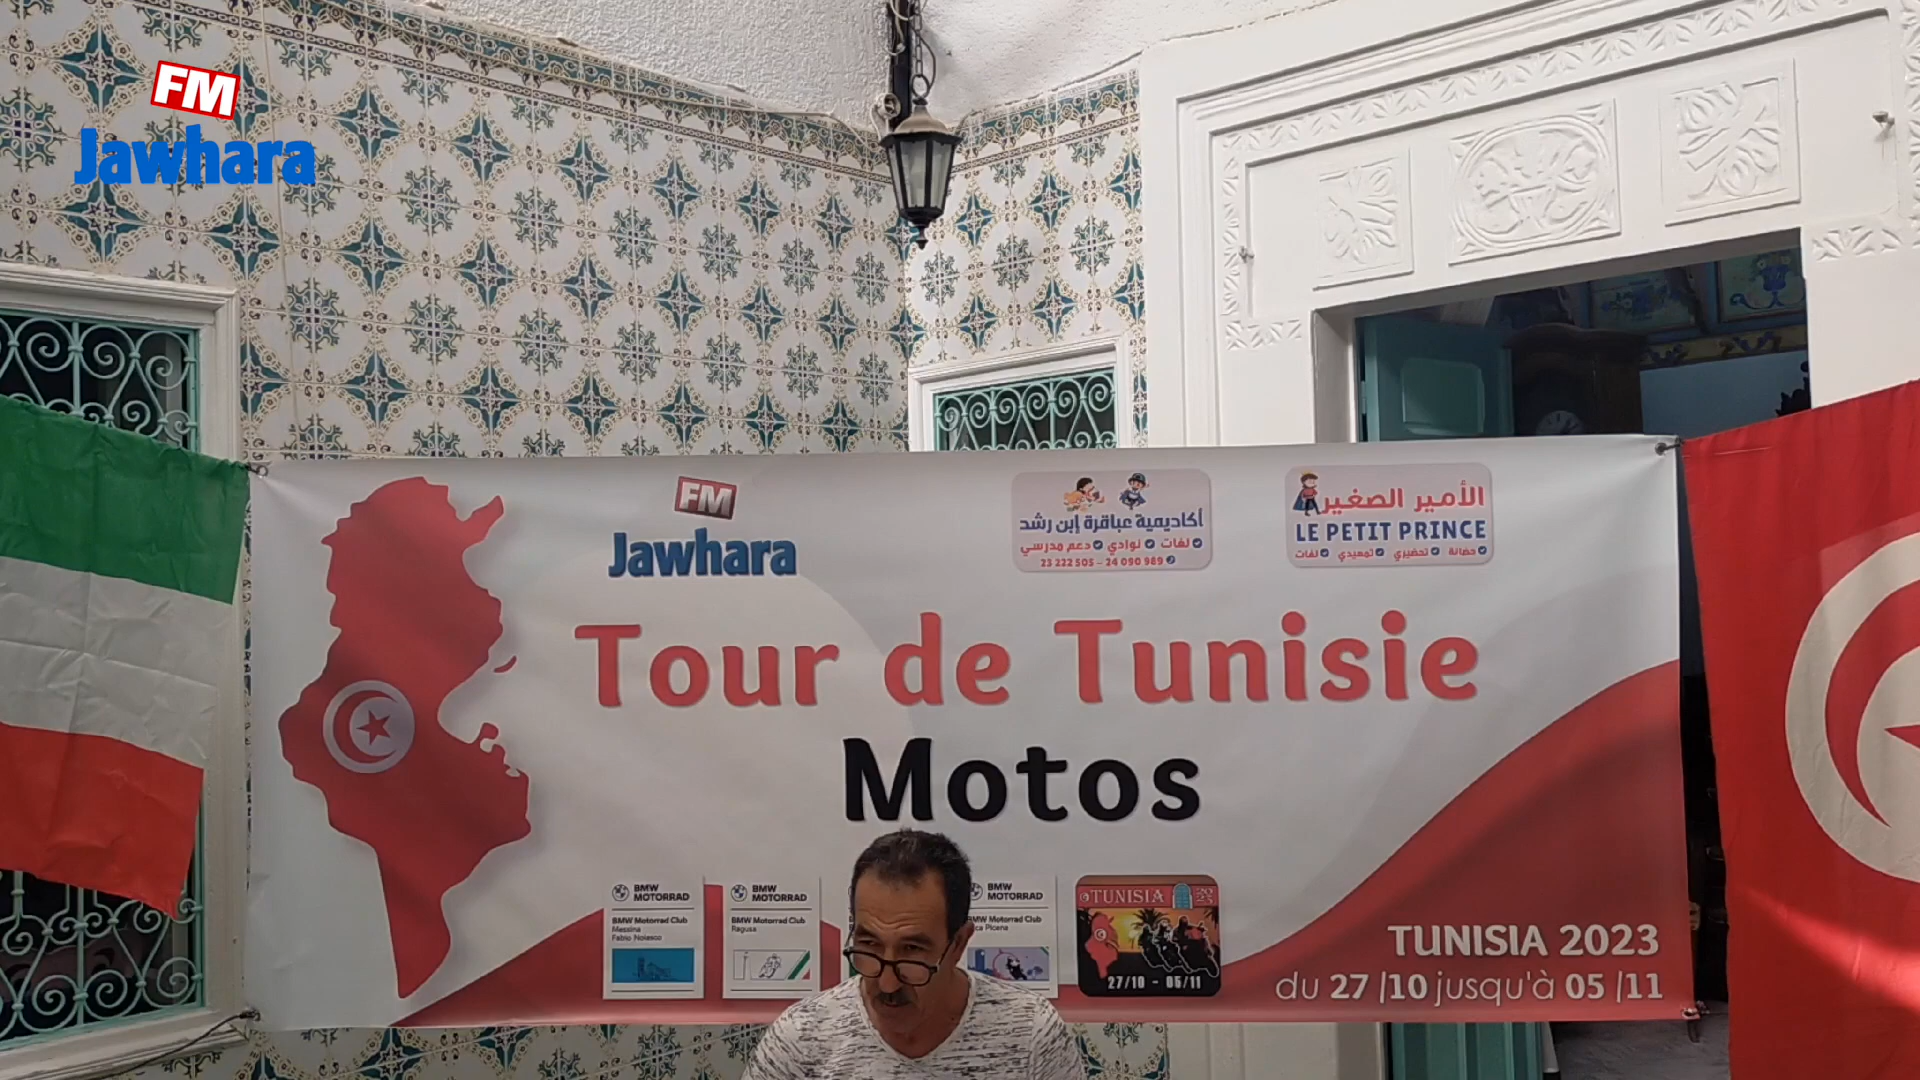 FM
Jawhara
FM
Jawhara
أكاديمية عباقرة إبن رشد
لغات نوادي دعم مدرسي
23 222 505 - 24 090 989
الأمير الصغير
LE PETIT PRINCE
حضانة تحضيري تمهيدي لغات
Tour de Tunisie
Motos
BMW
MOTORRAD
BMW Motorrad Club
Messina
Fabio Nolasco
BMW
MOTORRAD
BMW Motorrad Club
Ragusa
BMW
MOTORRAD
BMW Motorrad Club
Picena
TUNISIA
2023
27/10 - 05/11
TUNISIA 2023
du 27 /10 jusqu'à 05 /11